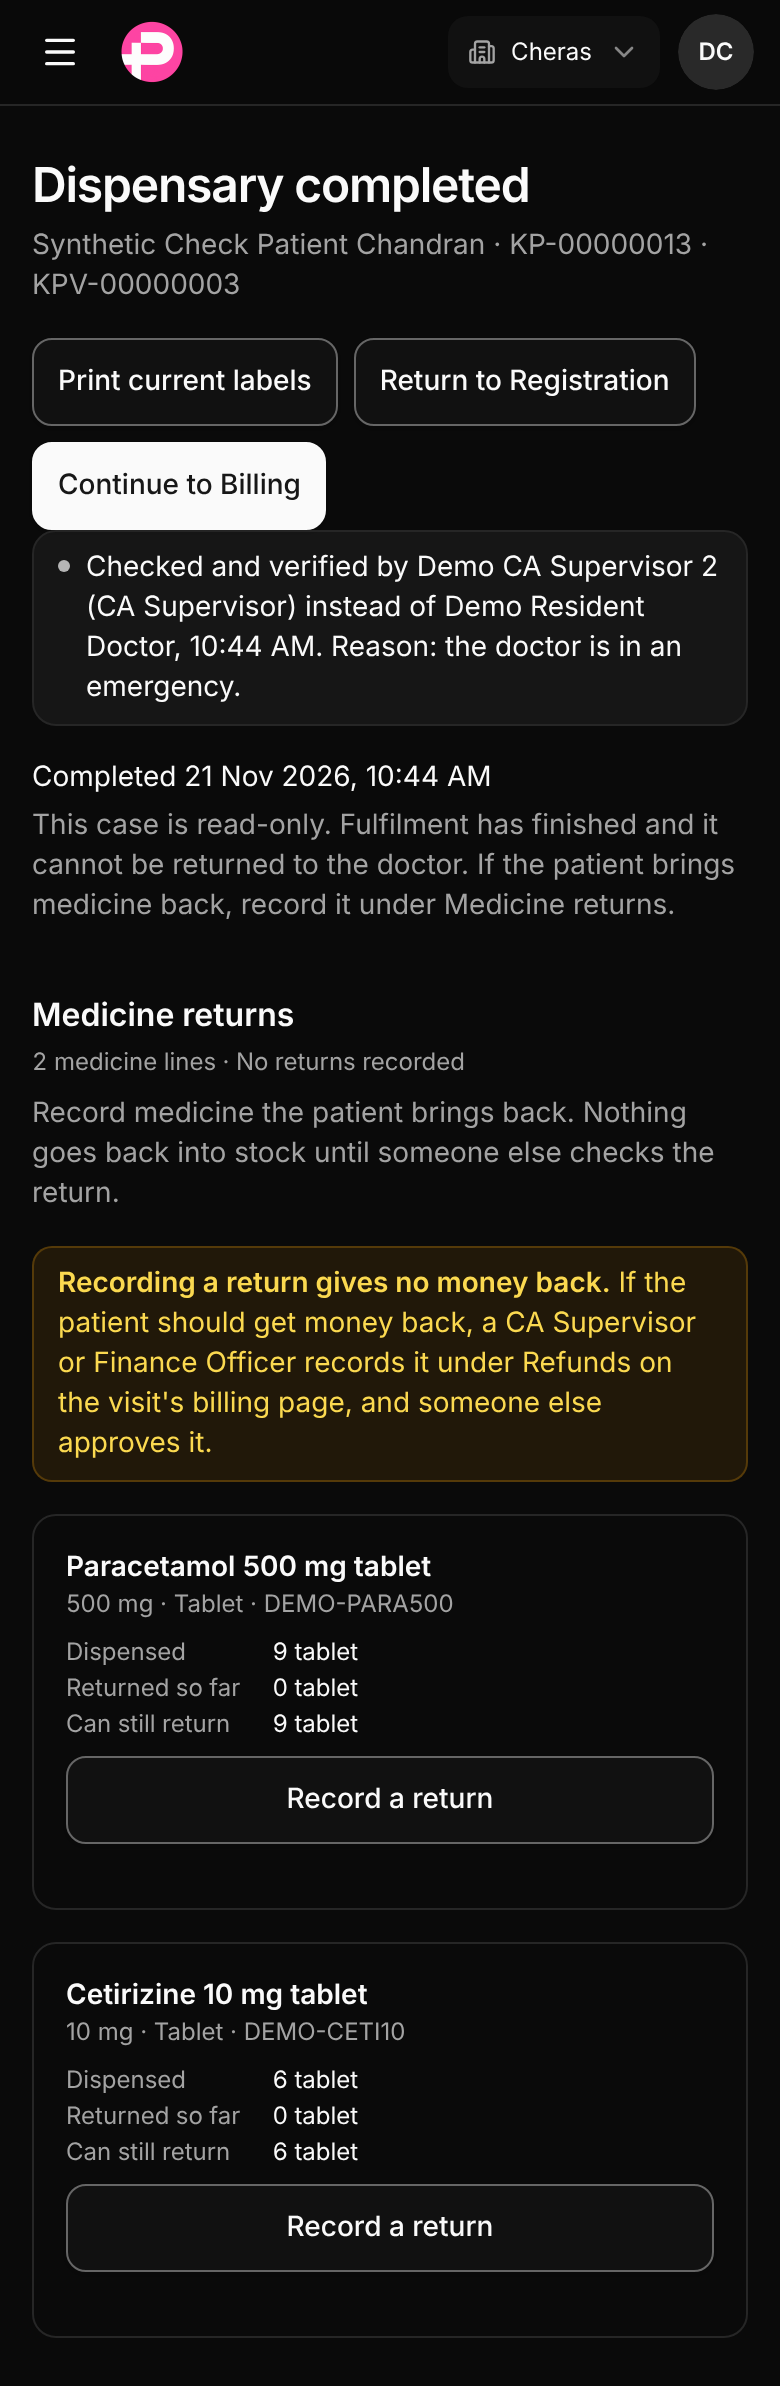 Cheras
DC
Dispensary completed
Synthetic Check Patient Chandran · KP-00000013 ·
KPV-00000003
Print current labels
Return to Registration
Continue to Billing
Checked and verified by Demo CA Supervisor 2
(CA Supervisor) instead of Demo Resident
Doctor, 10:44 AM. Reason: the doctor is in an
emergency.
Completed 21 Nov 2026, 10:44 AM
This case is read-only. Fulfilment has finished and it
cannot be returned to the doctor. If the patient brings
medicine back, record it under Medicine returns.
Medicine returns
2 medicine lines · No returns recorded
Record medicine the patient brings back. Nothing
goes back into stock until someone else checks the
return.
Recording a return gives no money back. If the
patient should get money back, a CA Supervisor
or Finance Officer records it under Refunds on
the visit's billing page, and someone else
approves it.
Paracetamol 500 mg tablet
500 mg · Tablet · DEMO-PARA500
Dispensed 9 tablet
Returned so far 0 tablet
Can still return 9 tablet
Record a return
Cetirizine 10 mg tablet
10 mg · Tablet · DEMO-CETI10
Dispensed 6 tablet
Returned so far 0 tablet
Can still return 6 tablet
Record a return